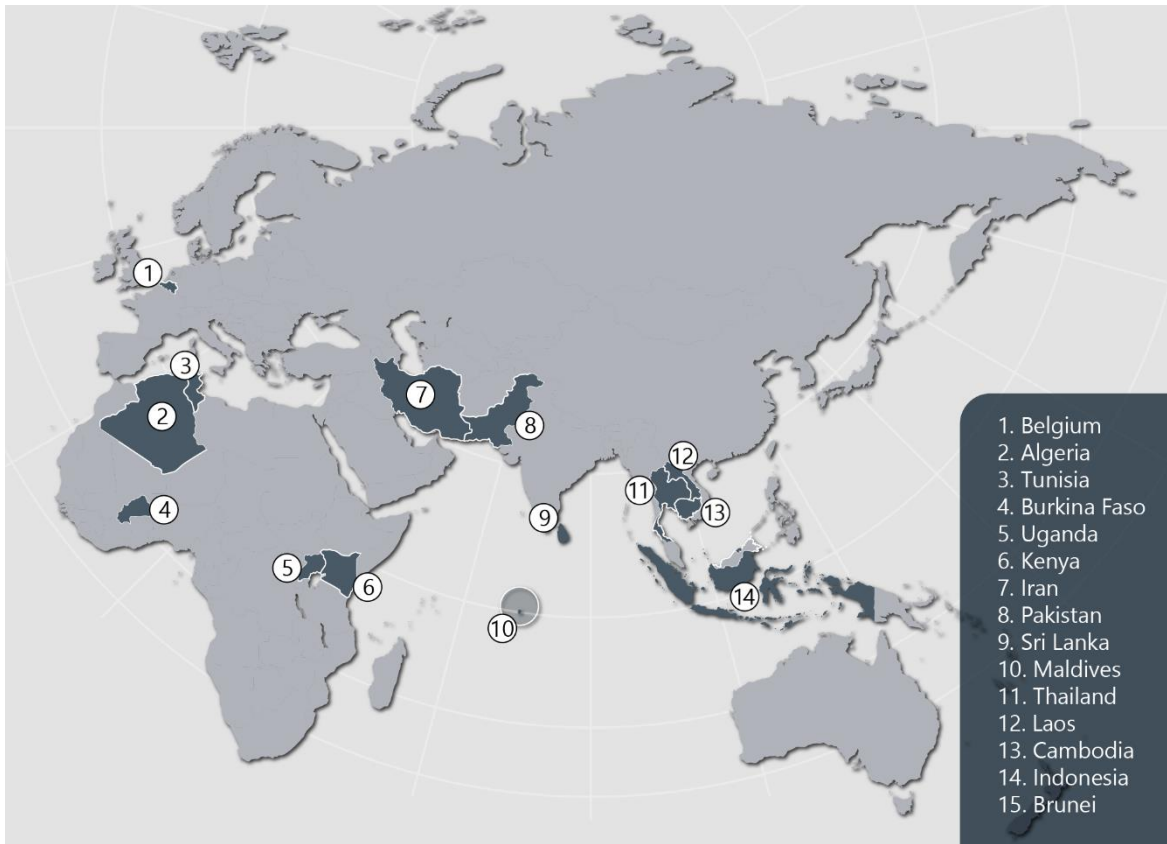 1
3
2
7
8
12
11
4
9
13
5
6
14
10
1. Belgium
2. Algeria
3. Tunisia
4. Burkina Faso
5. Uganda
6. Kenya
7. Iran
8. Pakistan
9. Sri Lanka
10. Maldives
11. Thailand
12. Laos
13. Cambodia
14. Indonesia
15. Brunei